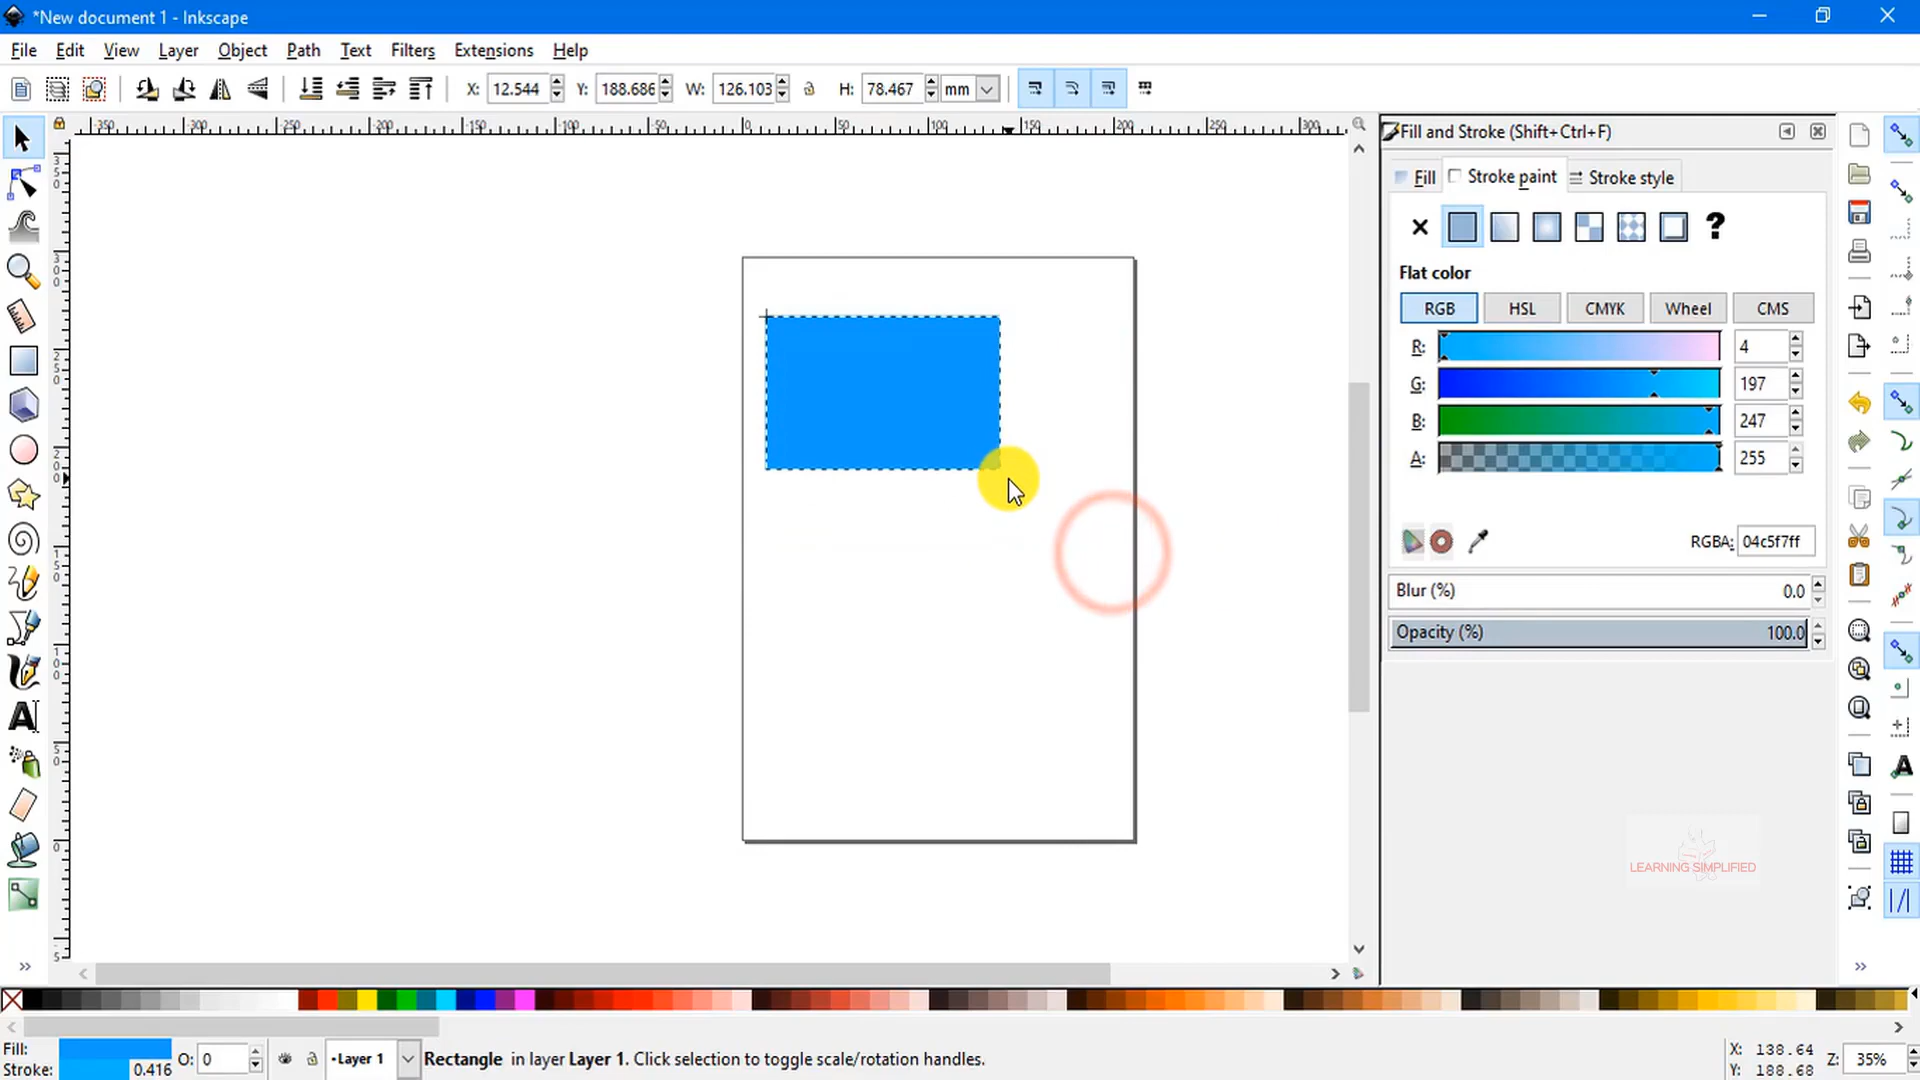 *New document 1 - Inkscape
File Edit View Layer Object Path Text Filters Extensions Help
X: 12.544 Y: 188.686 W: 126.103 H: 78.467 mm
Fill and Stroke (Shift+Ctrl+F)
Fill Stroke paint Stroke style
Flat color
RGB HSL CMYK Wheel CMS
R: 4
G: 197
B: 247
A: 255
RGBA: 04c5f7ff
Blur (%) 0.0
Opacity (%) 100.0
LEARNING SIMPLIFIED
Fill:
Stroke: 0.416
O: 0
•Layer 1
Rectangle in layer Layer 1. Click selection to toggle scale/rotation handles.
X: 138.64
Y: 188.68
Z: 35%